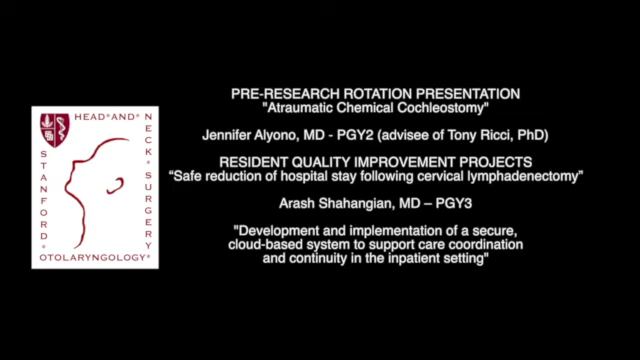 HEAD*AND*
NECK*SURGERY
STANFORD*
OTOLARYNGOLOGY*
PRE-RESEARCH ROTATION PRESENTATION
"Atraumatic Chemical Cochleostomy"
Jennifer Alyono, MD - PGY2 (advisee of Tony Ricci, PhD)
RESIDENT QUALITY IMPROVEMENT PROJECTS
“Safe reduction of hospital stay following cervical lymphadenectomy”
Arash Shahangian, MD – PGY3
"Development and implementation of a secure,
cloud-based system to support care coordination
and continuity in the inpatient setting"